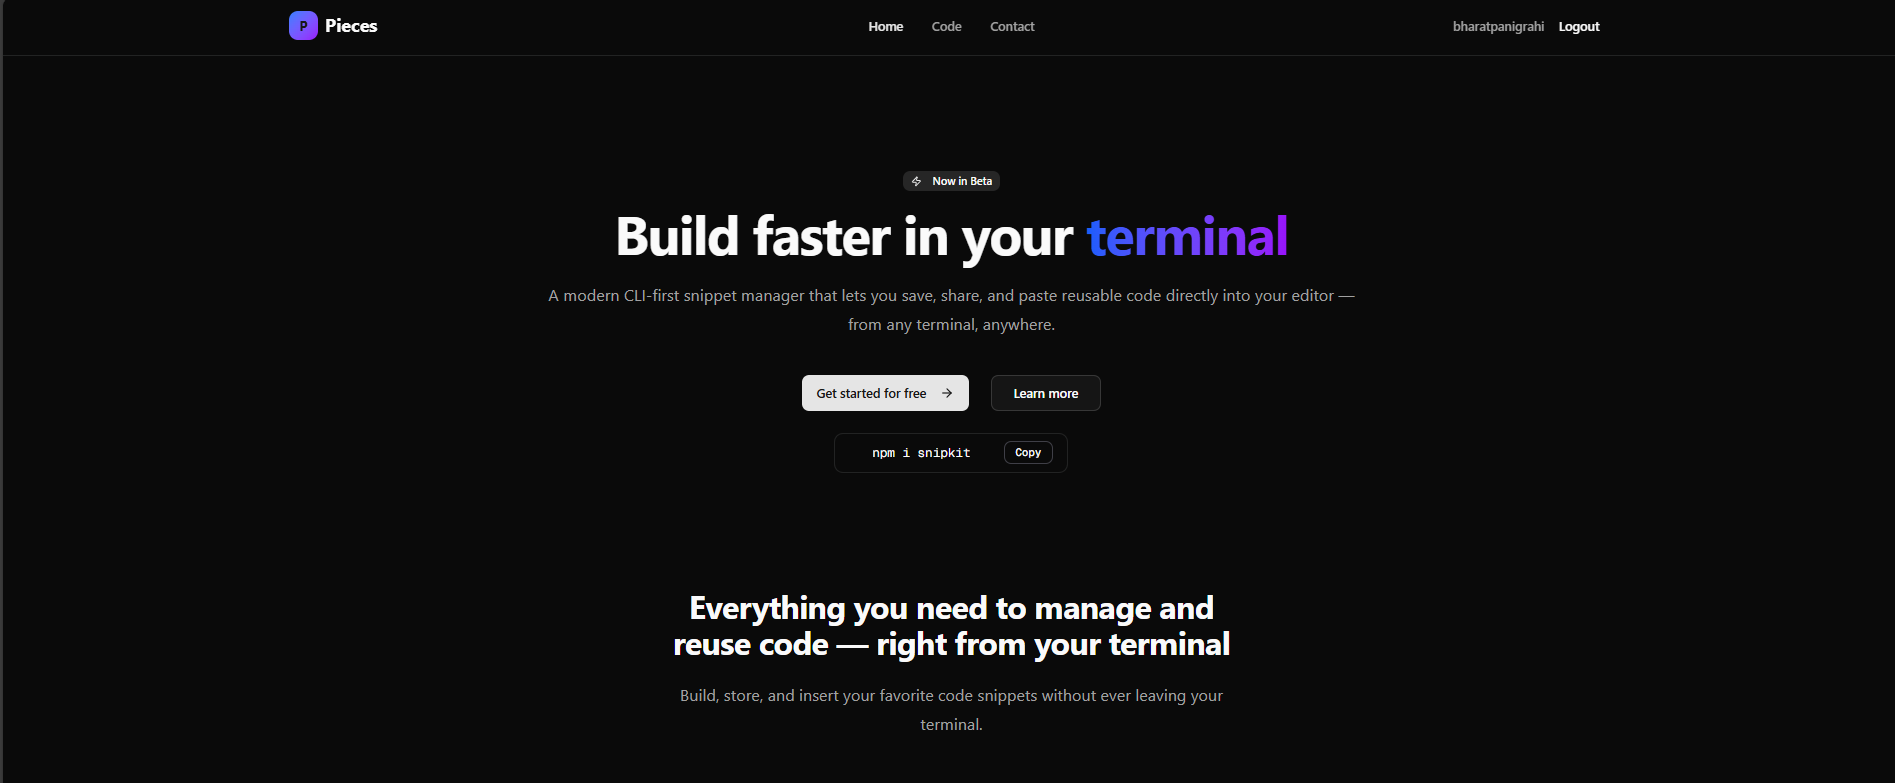 P Pieces Home Code Contact bharatpanigrahi Logout
Now in Beta
Build faster in your terminal
A modern CLI-first snippet manager that lets you save, share, and paste reusable code directly into your editor —
from any terminal, anywhere.
Get started for free → Learn more
npm i snipkit Copy
Everything you need to manage and
reuse code — right from your terminal
Build, store, and insert your favorite code snippets without ever leaving your
terminal.